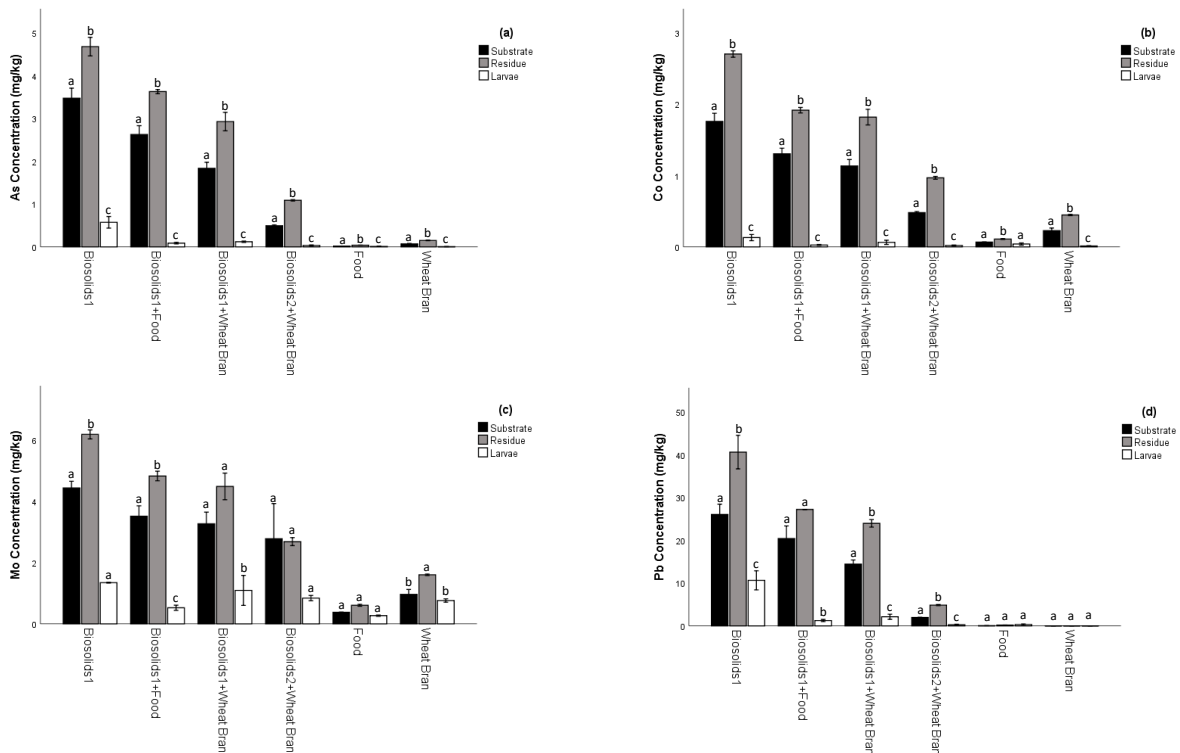 (a)
Substrate
Residue
Larvae
As Concentration (mg/kg)
5
4
3
2
1
0
a b c
a b c
a b c
a b c
a b c
a b c
Biosolids1
Biosolids1+Food
Biosolids1+Wheat Bran
Biosolids2+Wheat Bran
Food
Wheat Bran
(b)
Substrate
Residue
Larvae
Co Concentration (mg/kg)
3
2
1
0
a b c
a b c
a b c
a b c
a b a
a b c
Biosolids1
Biosolids1+Food
Biosolids1+Wheat Bran
Biosolids2+Wheat Bran
Food
Wheat Bran
(c)
Substrate
Residue
Larvae
Mo Concentration (mg/kg)
6
4
2
0
a b a
a b c
a a b
a a a
a a a
b a b
Biosolids1
Biosolids1+Food
Biosolids1+Wheat Bran
Biosolids2+Wheat Bran
Food
Wheat Bran
(d)
Substrate
Residue
Larvae
Pb Concentration (mg/kg)
50
40
30
20
10
0
a b c
a a b
a b c
a b c
a a a
a a a
Biosolids1
Biosolids1+Food
Biosolids1+Wheat Bran
Biosolids2+Wheat Bran
Food
Wheat Bran